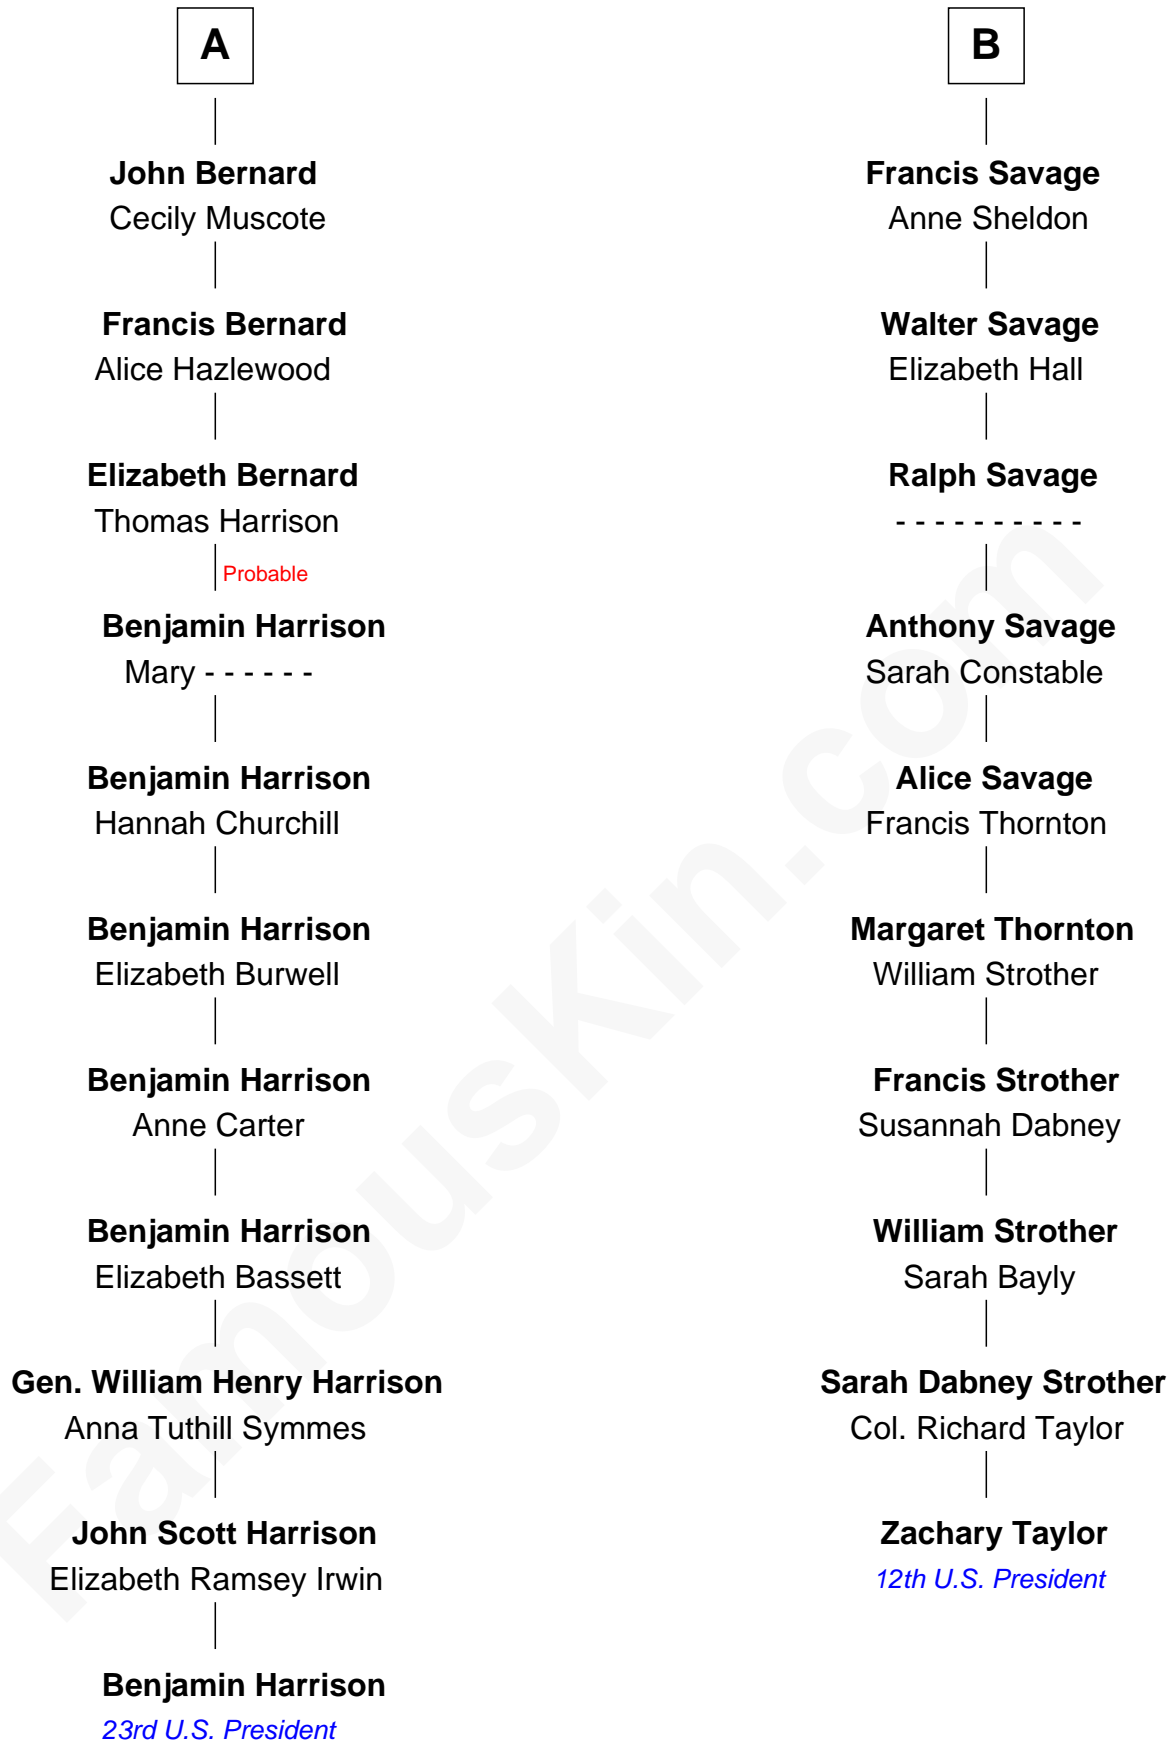 A
John Bernard
Cecily Muscote
Francis Bernard
Alice Hazlewood
Elizabeth Bernard
Thomas Harrison
Probable
Benjamin Harrison
Mary - - - - - -
Benjamin Harrison
Hannah Churchill
Benjamin Harrison
Elizabeth Burwell
Benjamin Harrison
Anne Carter
Benjamin Harrison
Elizabeth Bassett
Gen. William Henry Harrison
Anna Tuthill Symmes
John Scott Harrison
Elizabeth Ramsey Irwin
Benjamin Harrison
23rd U.S. President
B
Francis Savage
Anne Sheldon
Walter Savage
Elizabeth Hall
Ralph Savage
- - - - - - - - - -
Anthony Savage
Sarah Constable
Alice Savage
Francis Thornton
Margaret Thornton
William Strother
Francis Strother
Susannah Dabney
William Strother
Sarah Bayly
Sarah Dabney Strother
Col. Richard Taylor
Zachary Taylor
12th U.S. President
FamousKin.com